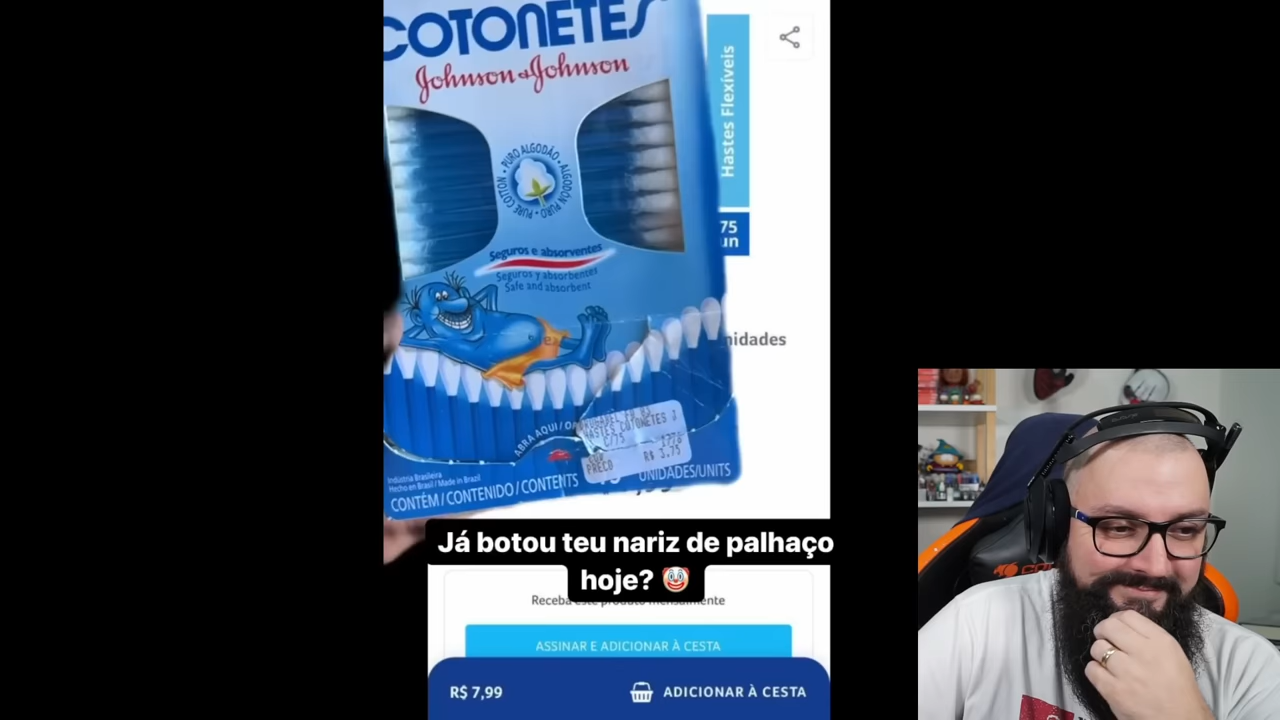 COTONETES
Johnson & Johnson
Hastes Flexíveis
PURO ALGODÃO • ALGODÓN PURO • PURE COTTON •
75
un
Seguros e absorventes
Seguros y absorbentes
Safe and absorbent
nidades
ABRA AQUI/
HASTES COTONETES J
C/75 1778
PRECO R$ 3.75
Indústria Brasileira
Hecho en Brasil / Made in Brazil
CONTÉM / CONTENIDO / CONTENTS
UNIDADES/UNITS
Já botou teu nariz de palhaço
hoje? 🤡
Receba este produto mensalmente
ASSINAR E ADICIONAR À CESTA
R$ 7,99
ADICIONAR À CESTA